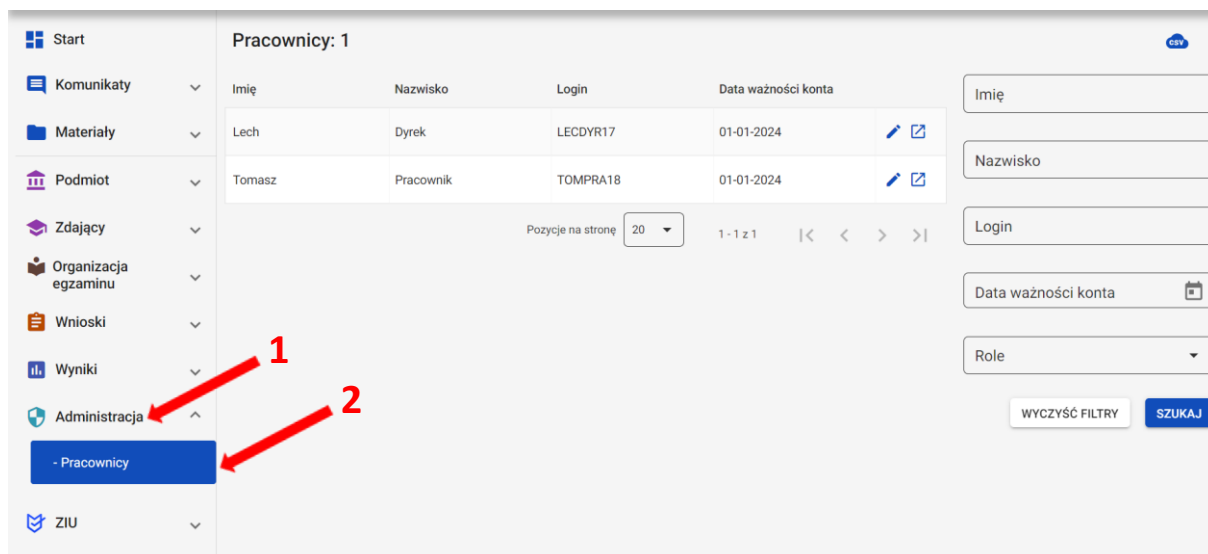 Start
Komunikaty
Materiały
Podmiot
Zdający
Organizacja
egzaminu
Wnioski
Wyniki
Administracja
- Pracownicy
ZIU
1
2
Pracownicy: 1
csv
Imię Nazwisko Login Data ważności konta
Lech Dyrek LECDYR17 01-01-2024
Tomasz Pracownik TOMPRA18 01-01-2024
Pozycje na stronę 20 1 - 1 z 1
Imię
Nazwisko
Login
Data ważności konta
Role
WYCZYŚĆ FILTRY SZUKAJ